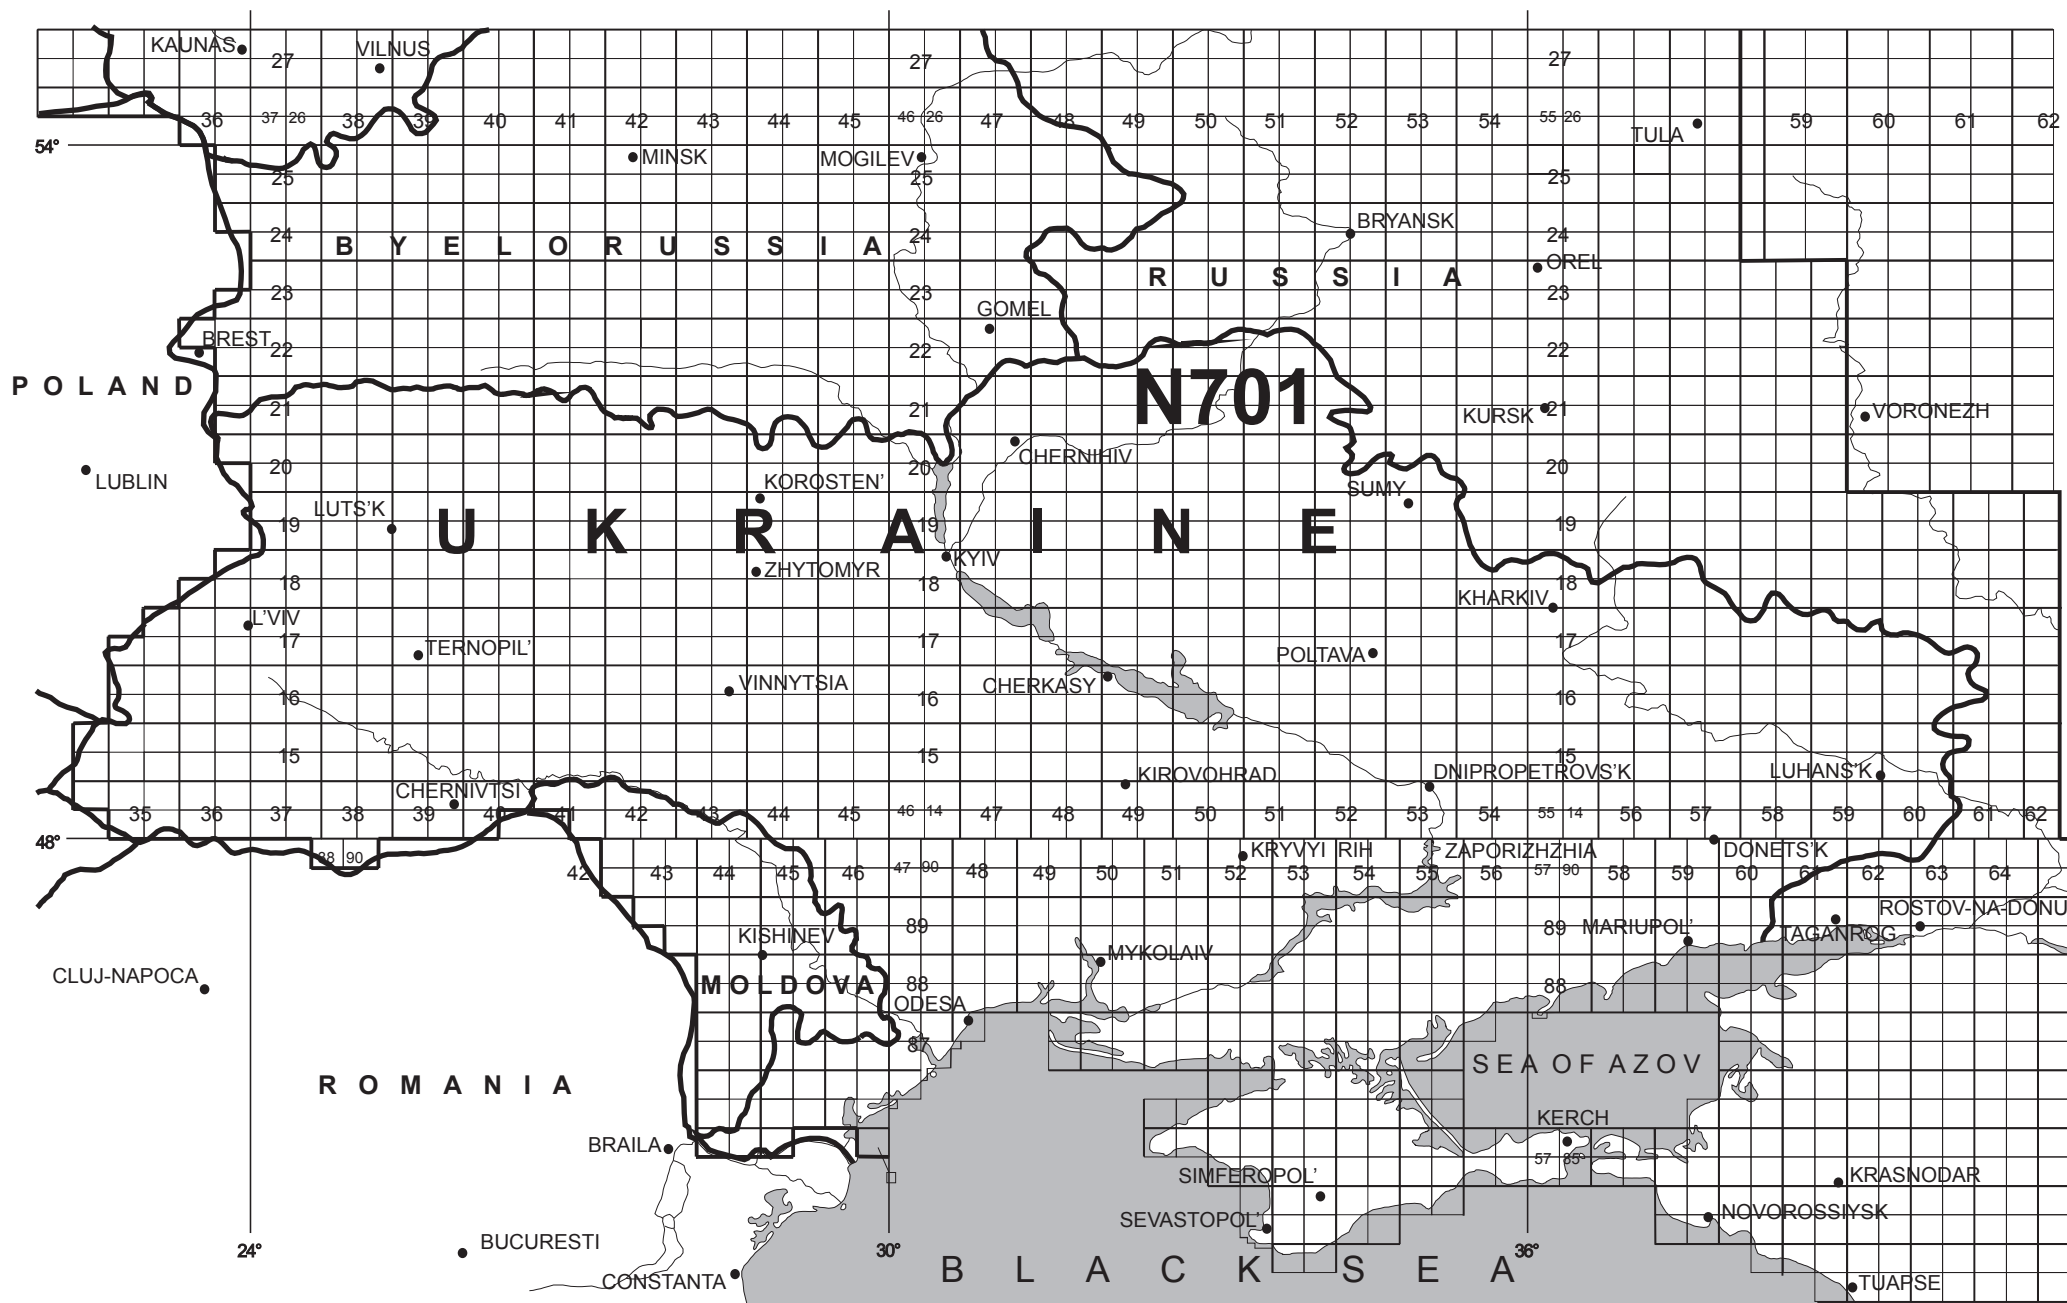 KAUNAS
VILNUS
27
27
27
36 37 26 38 39 40 41 42 43 44 45 46 26 47 48 49 50 51 52 53 54 55 26 59 60 61 62
TULA
54°
MINSK
MOGILEV
25
25
25
BRYANSK
24
B Y E L O R U S S I A
24
24
OREL
R U S S I A
23
23
23
GOMEL
BREST
22
22
22
POLAND
N701
21
21
21
KURSK
VORONEZH
CHERNIHIV
20
20
20
LUBLIN
KOROSTEN'
SUMY
LUTS'K
19
U K R A I N E
19
19
KYIV
ZHYTOMYR
18
18
18
KHARKIV
L'VIV
17
17
17
TERNOPIL'
POLTAVA
VINNYTSIA
CHERKASY
16
16
16
15
15
15
KIROVOHRAD
DNIPROPETROVS'K
LUHANS'K
CHERNIVTSI
35 36 37 38 39 40 41 42 43 44 45 46 14 47 48 49 50 51 52 53 54 55 14 56 57 58 59 60 61 62
48°
38 90
KRYVYI RIH
ZAPORIZHZHIA
DONETS'K
42 43 44 45 46 47 90 48 49 50 51 52 53 54 55 56 57 90 58 59 60 61 62 63 64
ROSTOV-NA-DONU
89
89
MARIUPOL'
TAGANROG
KISHINEV
MYKOLAIV
CLUJ-NAPOCA
MOLDOVA
88
88
ODESA
87
SEA OF AZOV
R O M A N I A
KERCH
BRAILA
57 85
SIMFEROPOL'
KRASNODAR
SEVASTOPOL'
NOVOROSSIYSK
BUCURESTI
24°
30°
36°
B L A C K S E A
CONSTANTA
TUAPSE